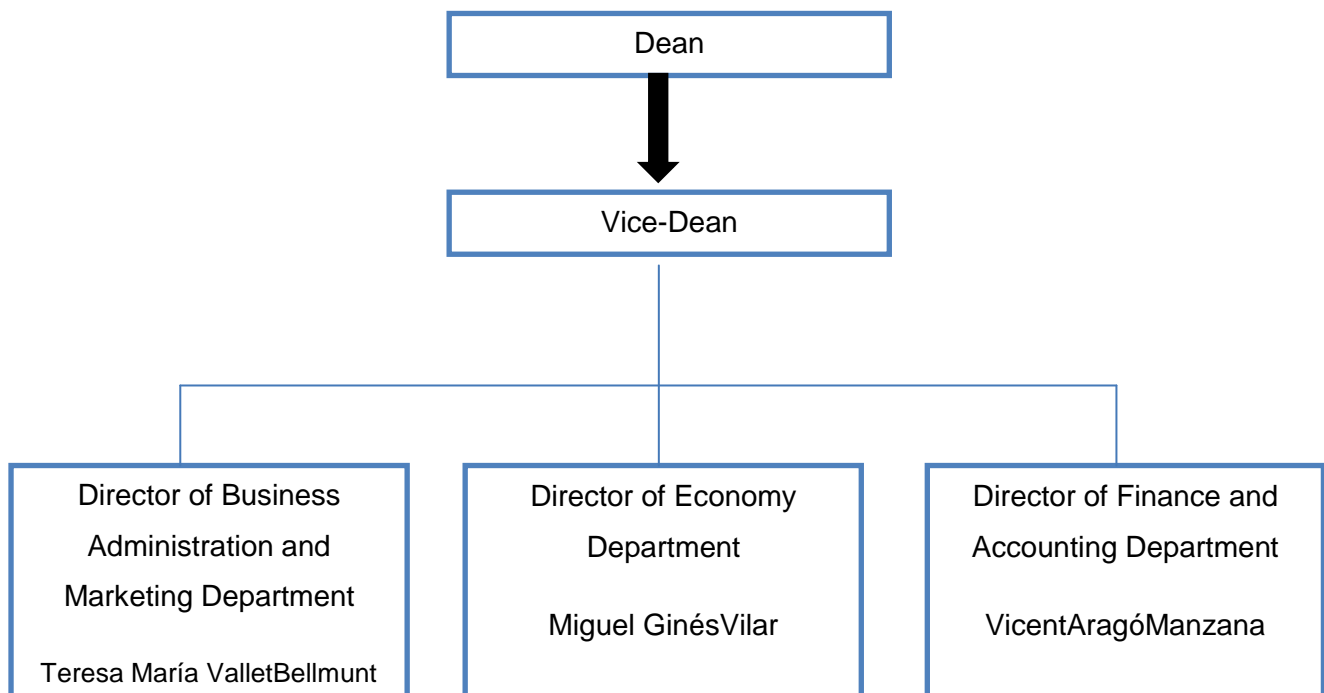 Dean
Vice-Dean
Director of Business
Administration and
Marketing Department
Teresa María ValletBellmunt
Director of Economy
Department
Miguel GinésVilar
Director of Finance and
Accounting Department
VicentAragóManzana